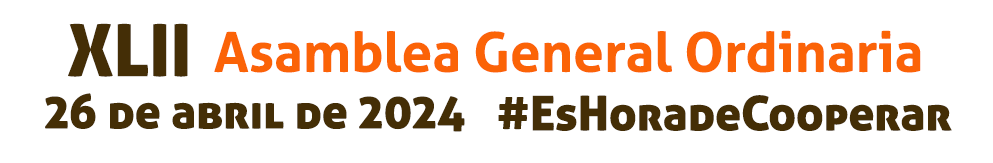 XLII Asamblea General Ordinaria
26 de abril de 2024 #EsHoradeCooperar